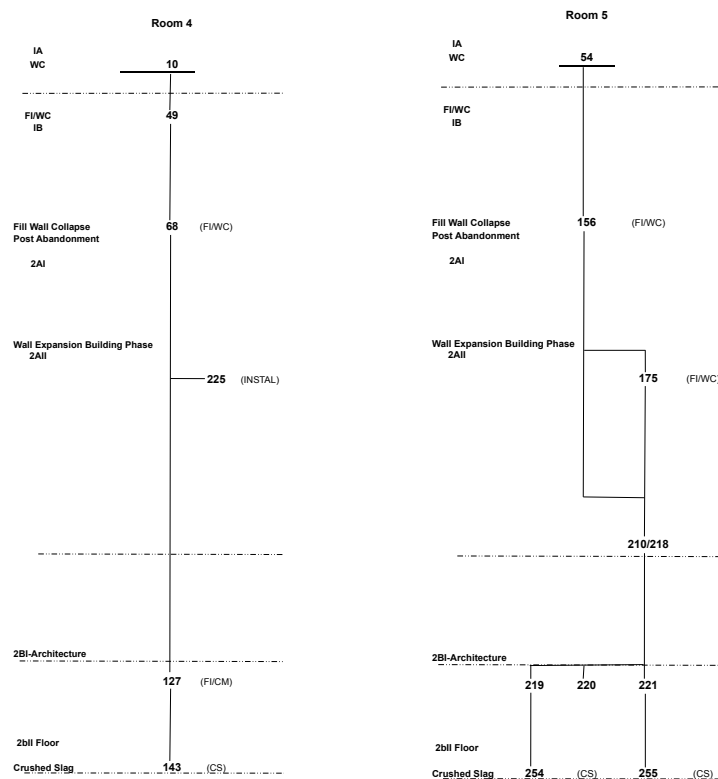 Room 4
IA
WC
10
FI/WC
IB
49
Fill Wall Collapse
Post Abandonment
68 (FI/WC)
2AI
Wall Expansion Building Phase
2AII
225 (INSTAL)
2BI-Architecture
127 (FI/CM)
2bII Floor
Crushed Slag 143 (CS)
Room 5
IA
WC
54
FI/WC
IB
Fill Wall Collapse
Post Abandonment
156 (FI/WC)
2AI
Wall Expansion Building Phase
2AII
175 (FI/WC)
210/218
2BI-Architecture
219 220 221
2bII Floor
Crushed Slag 254 (CS) 255 (CS)